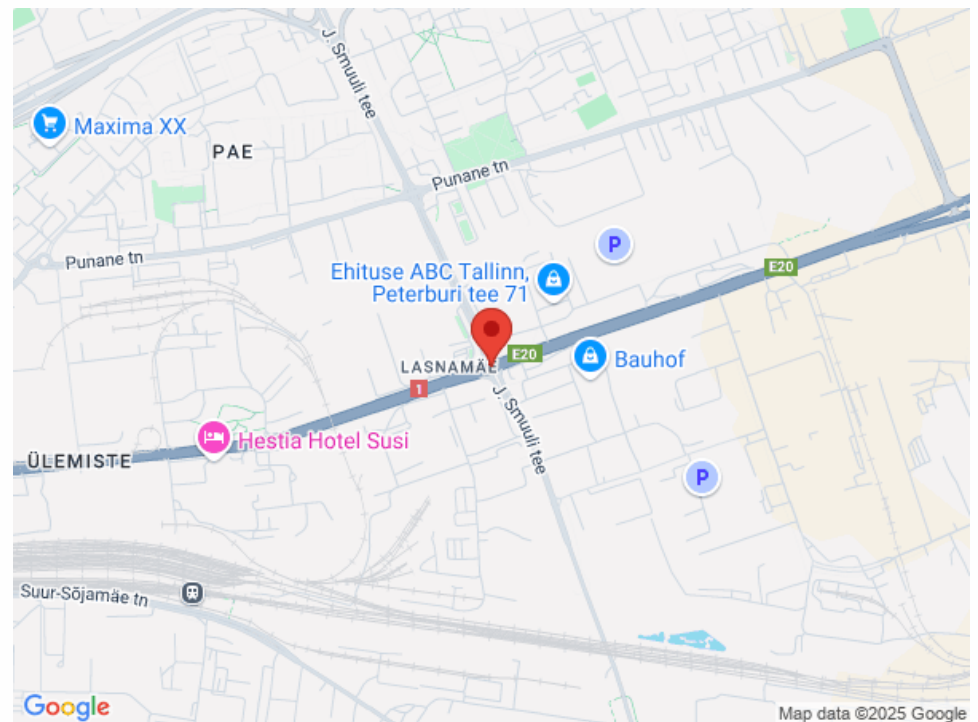 J. Smuuli tee
Maxima XX
PAE
Punane tn
Punane tn
Ehituse ABC Tallinn,
Peterburi tee 71
P
E20
E20
LASNAMÄE
1
Bauhof
J. Smuuli tee
Hestia Hotel Susi
ÜLEMISTE
P
Suur-Sõjamäe tn
Google
Map data ©2025 Google